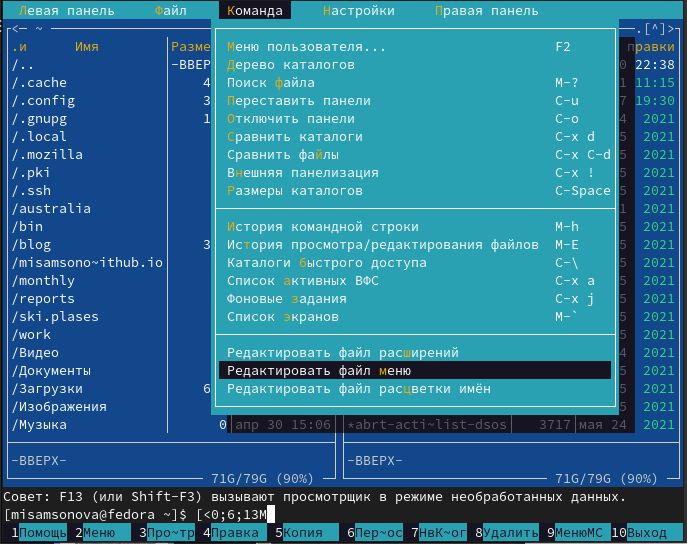 Левая панель Файл Команда Настройки Правая панель
<─ ~ .[^]>
.и Имя Разме правки
/.. -ВВЕР 22:38
/.cache 4 11:15
/.config 3 19:30
/.gnupg 1 2021
/.local 2021
/.mozilla 2021
/.pki 2021
/.ssh 2021
/australia 2021
/bin 2021
/blog 3 2021
/misamsono~ithub.io 2021
/monthly 2021
/reports 2021
/ski.plases 2021
/work 2021
/Видео 2021
/Документы 2021
/Загрузки 6 2021
/Изображения 2021
/Музыка 0 апр 30 15:06 *abrt-acti~list-dsos 3717 мая 24 2021
Меню пользователя... F2
Дерево каталогов
Поиск файла M-?
Переставить панели C-u
Отключить панели C-o
Сравнить каталоги C-x d
Сравнить файлы C-x C-d
Внешняя панелизация C-x !
Размеры каталогов C-Space
История командной строки M-h
История просмотра/редактирования файлов M-E
Каталоги быстрого доступа C-\
Список активных ВФС C-x a
Фоновые задания C-x j
Список экранов M-`
Редактировать файл расширений
Редактировать файл меню
Редактировать файл расцветки имён
-ВВЕРХ- -ВВЕРХ-
71G/79G (90%) 71G/79G (90%)
Совет: F13 (или Shift-F3) вызывают просмотрщик в режиме необработанных данных.
[misamsonova@fedora ~]$ [<0;6;13M
1Помощь 2Меню 3Про~тр 4Правка 5Копия 6Пер~ос 7НвК~ог 8Удалить 9МенюMC 10Выход